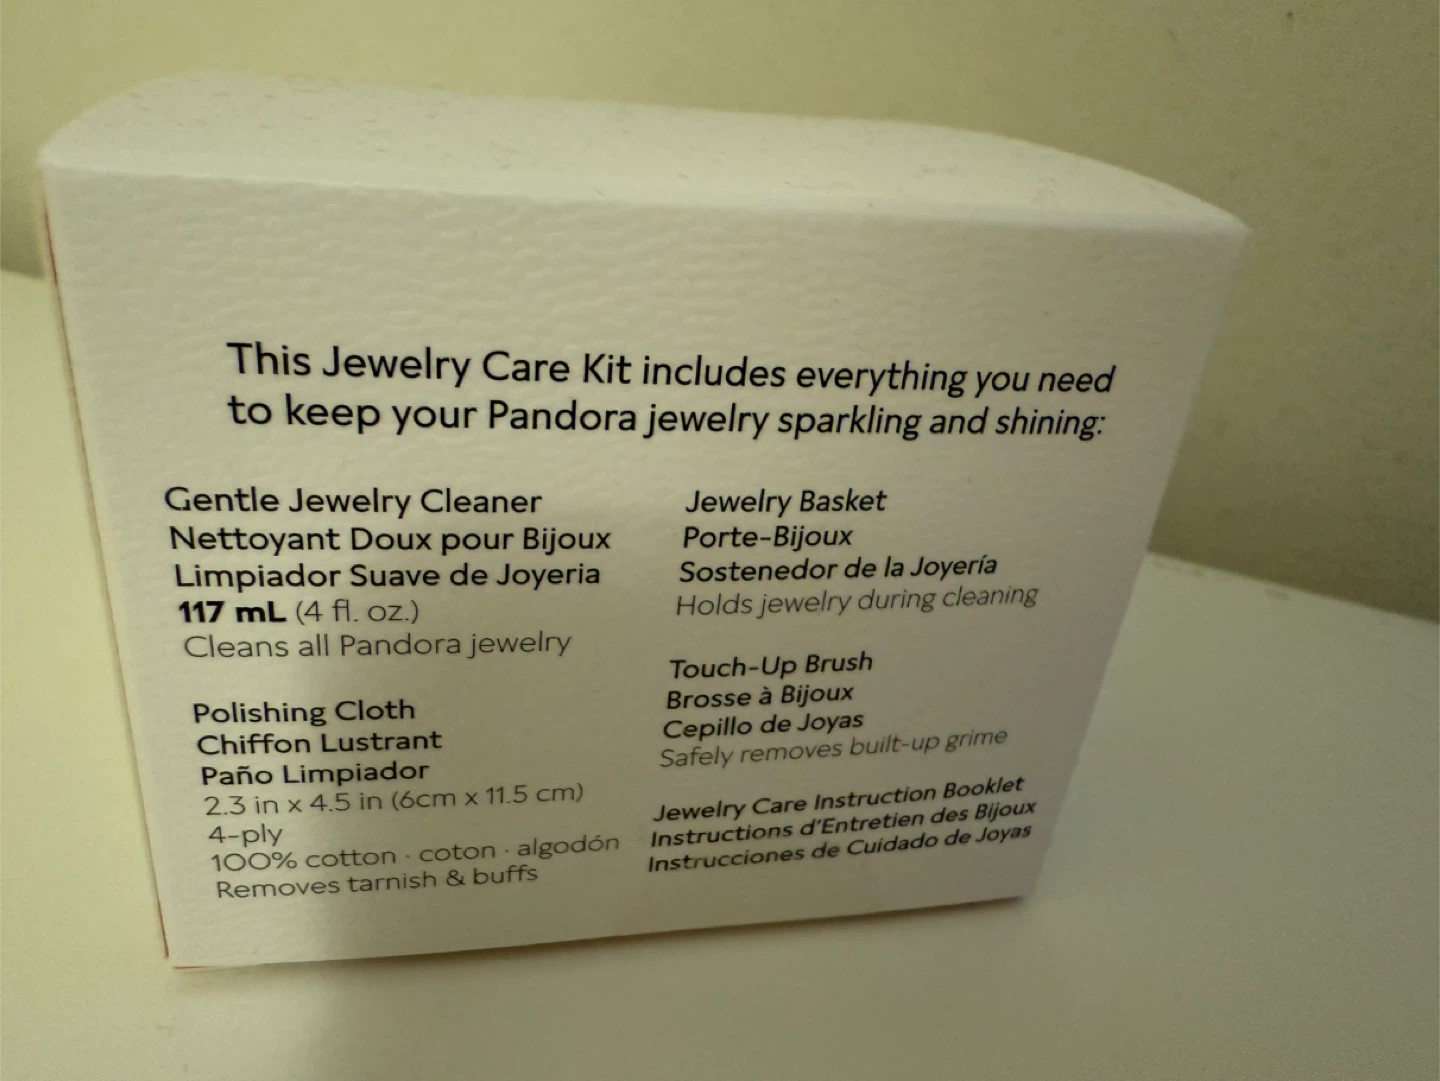 This Jewelry Care Kit includes everything you need
to keep your Pandora jewelry sparkling and shining:
Gentle Jewelry Cleaner
Nettoyant Doux pour Bijoux
Limpiador Suave de Joyeria
117 mL (4 fl. oz.)
Cleans all Pandora jewelry
Polishing Cloth
Chiffon Lustrant
Paño Limpiador
2.3 in x 4.5 in (6cm x 11.5 cm)
4-ply
100% cotton · coton · algodón
Removes tarnish & buffs
Jewelry Basket
Porte-Bijoux
Sostenedor de la Joyería
Holds jewelry during cleaning
Touch-Up Brush
Brosse à Bijoux
Cepillo de Joyas
Safely removes built-up grime
Jewelry Care Instruction Booklet
Instructions d'Entretien des Bijoux
Instrucciones de Cuidado de Joyas